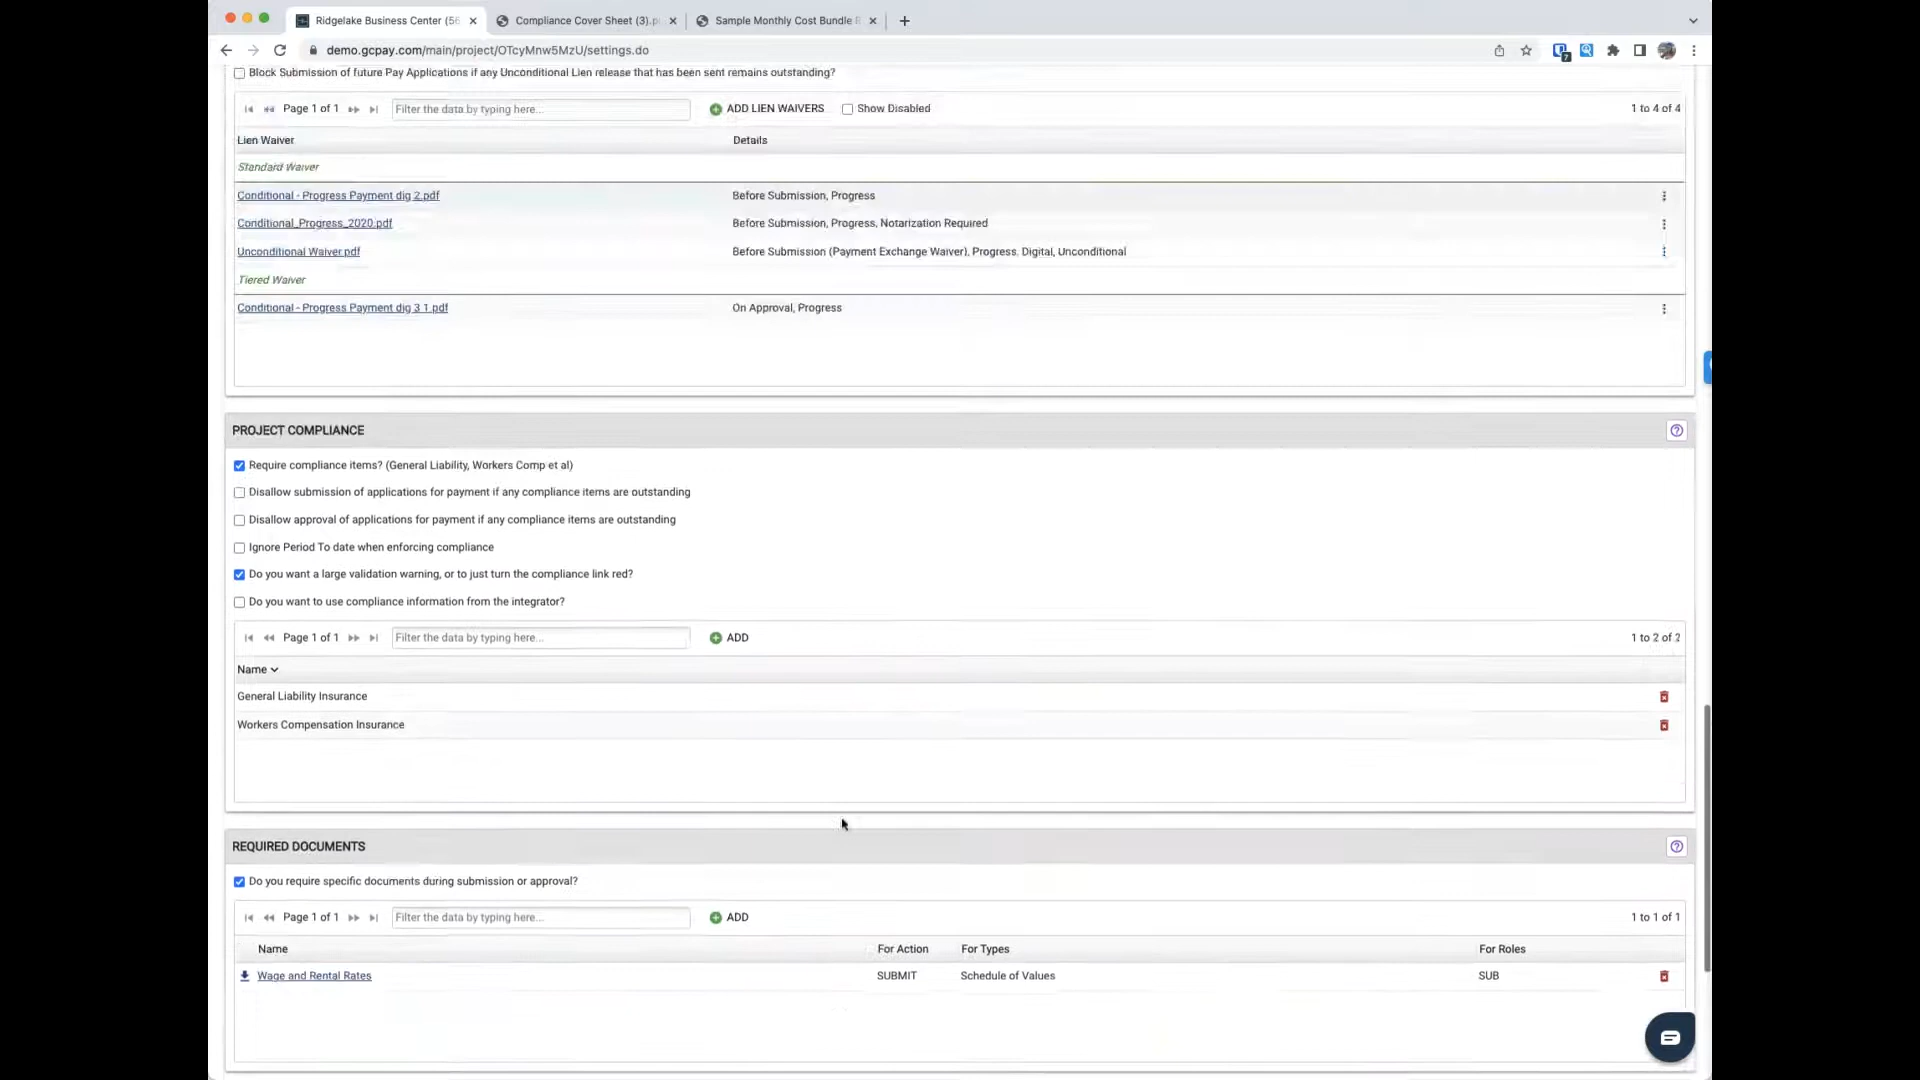 Ridgelake Business Center (56
Compliance Cover Sheet (3).p
Sample Monthly Cost Bundle R
demo.gcpay.com/main/project/OTcyMnw5MzU/settings.do
7
Block Submission of future Pay Applications if any Unconditional Lien release that has been sent remains outstanding?
Page 1 of 1
Filter the data by typing here...
ADD LIEN WAIVERS
Show Disabled
1 to 4 of 4
Lien Waiver
Details
Standard Waiver
Conditional - Progress Payment dig 2.pdf
Before Submission, Progress
Conditional_Progress_2020.pdf
Before Submission, Progress, Notarization Required
Unconditional Waiver.pdf
Before Submission (Payment Exchange Waiver), Progress, Digital, Unconditional
Tiered Waiver
Conditional - Progress Payment dig 3 1.pdf
On Approval, Progress
PROJECT COMPLIANCE
Require compliance items? (General Liability, Workers Comp et al)
Disallow submission of applications for payment if any compliance items are outstanding
Disallow approval of applications for payment if any compliance items are outstanding
Ignore Period To date when enforcing compliance
Do you want a large validation warning, or to just turn the compliance link red?
Do you want to use compliance information from the integrator?
Page 1 of 1
Filter the data by typing here...
ADD
1 to 2 of 2
Name
General Liability Insurance
Workers Compensation Insurance
REQUIRED DOCUMENTS
Do you require specific documents during submission or approval?
Page 1 of 1
Filter the data by typing here...
ADD
1 to 1 of 1
Name
For Action
For Types
For Roles
Wage and Rental Rates
SUBMIT
Schedule of Values
SUB